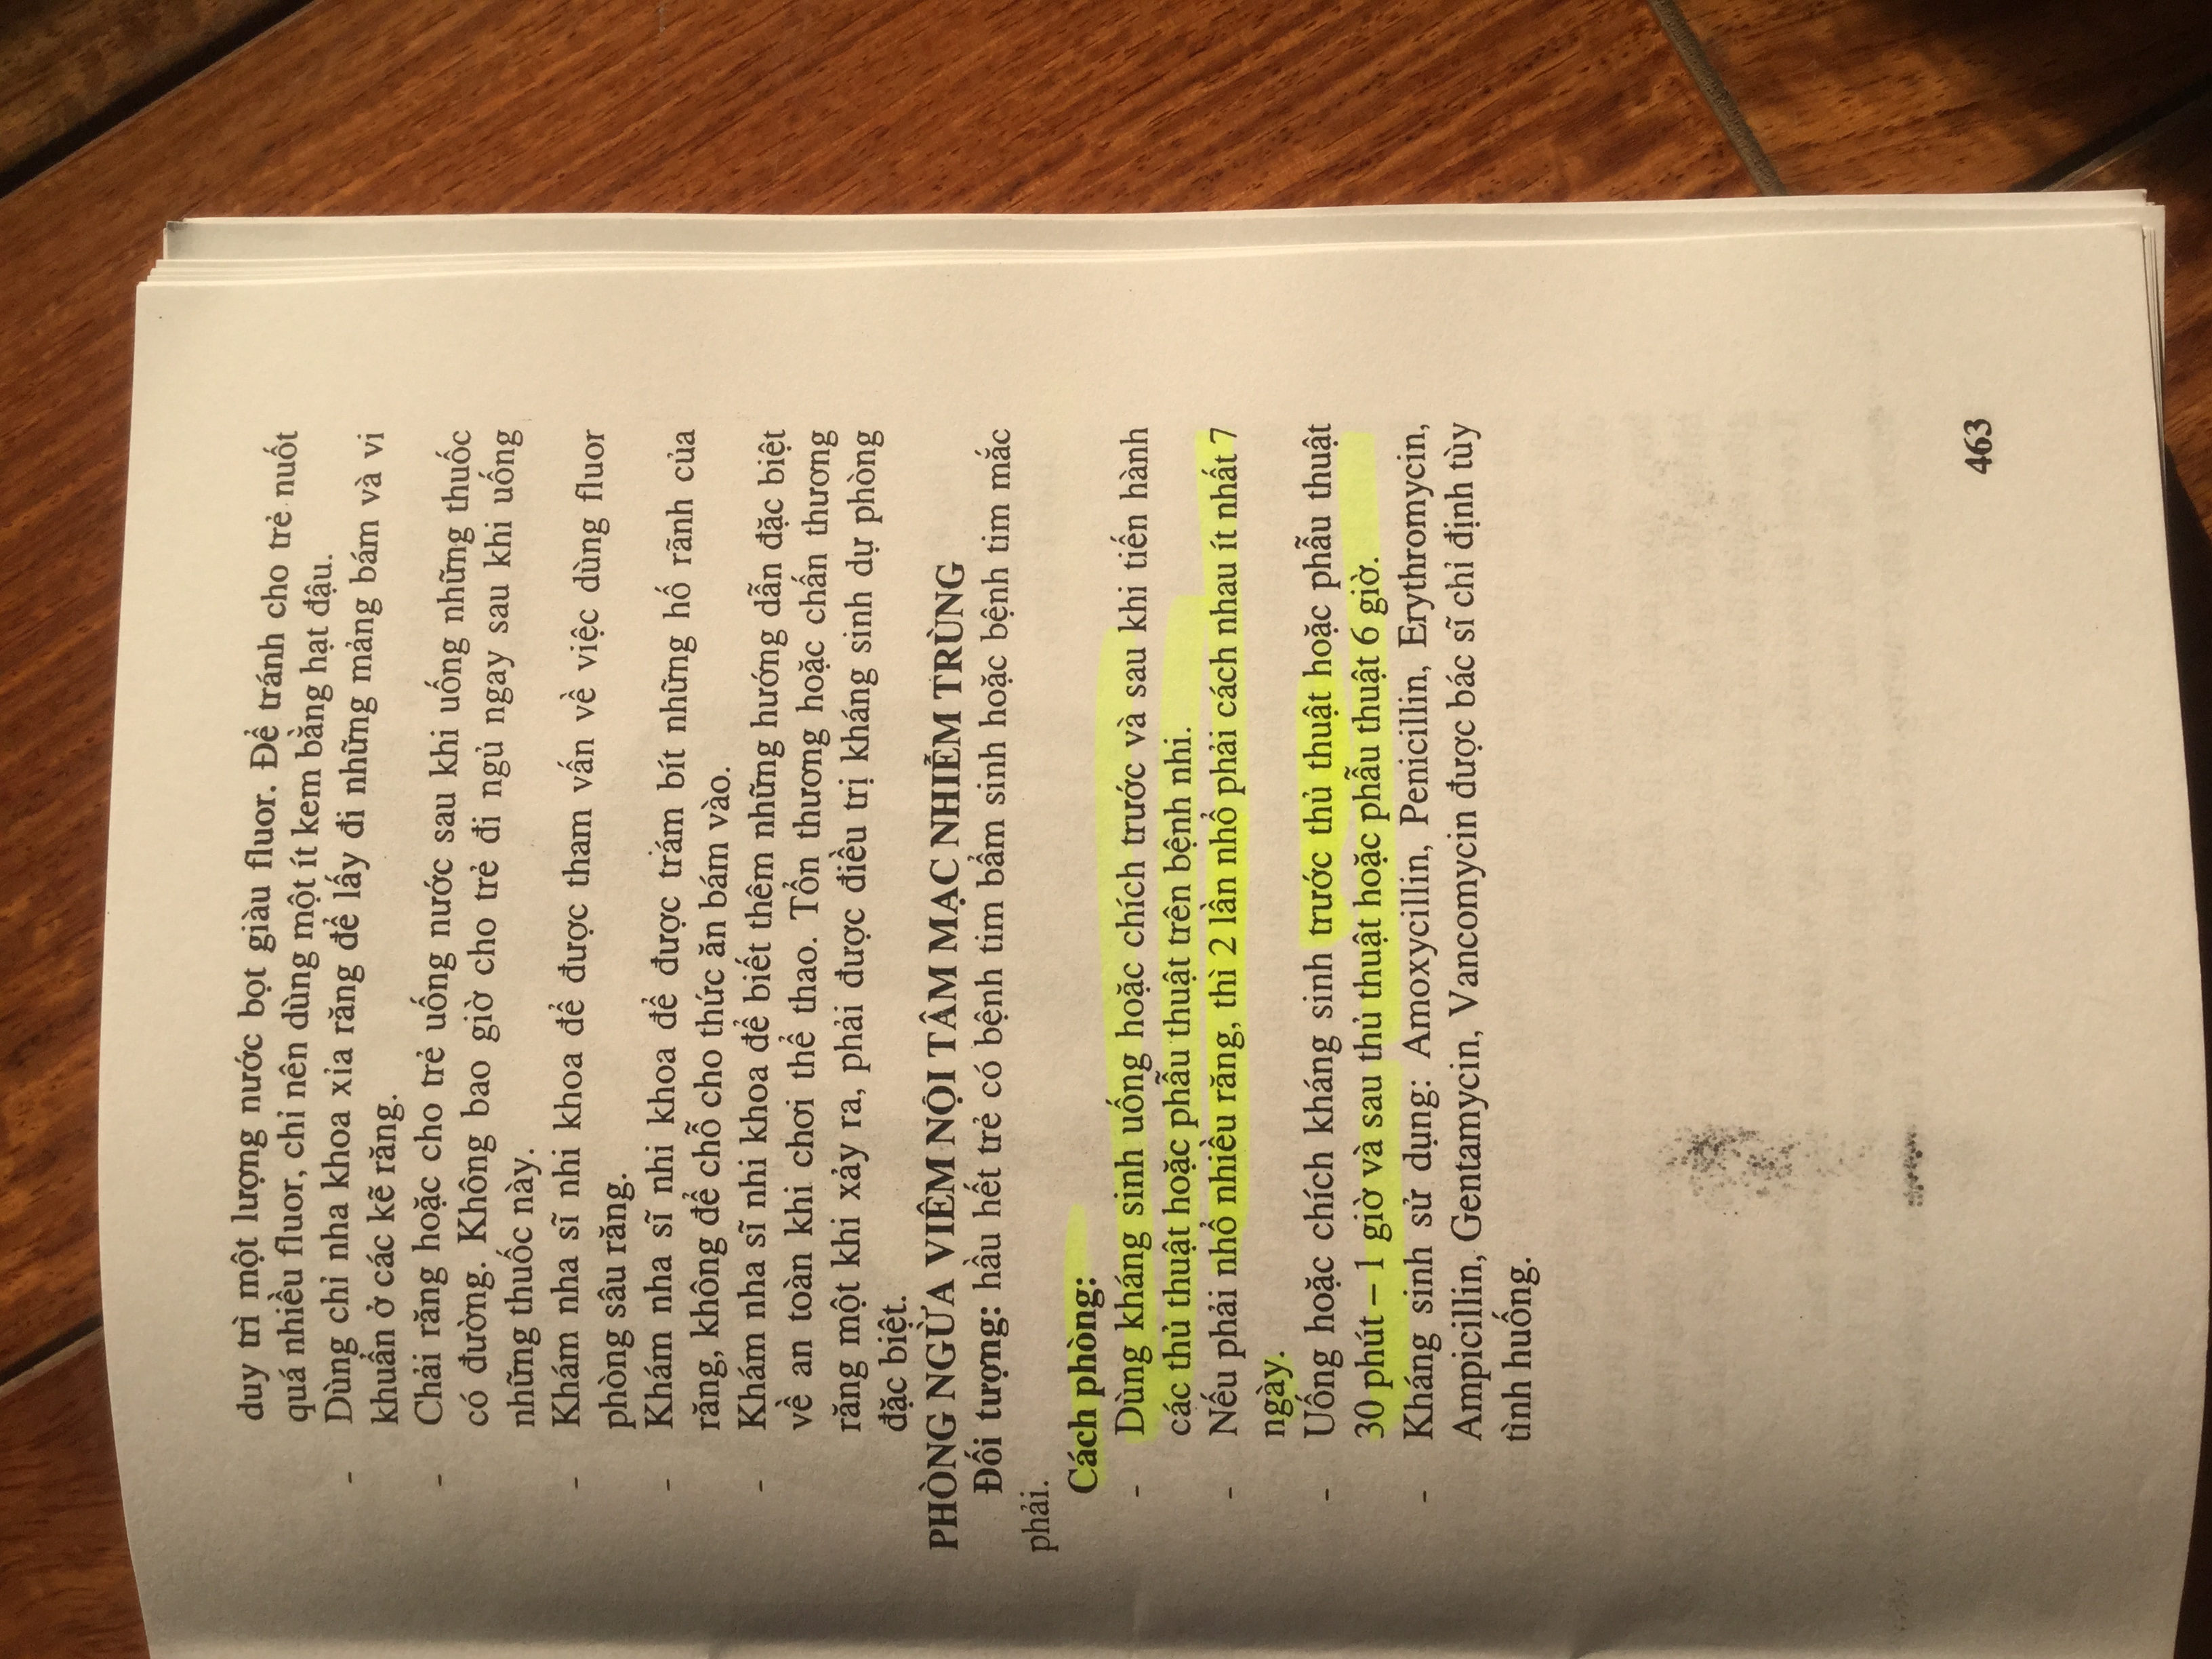 duy trì một lượng nước bọt giàu fluor. Để tránh cho trẻ nuốt
quá nhiều fluor, chỉ nên dùng một ít kem bằng hạt đậu.
- Dùng chỉ nha khoa xỉa răng để lấy đi những mảng bám và vi
khuẩn ở các kẽ răng.
- Chải răng hoặc cho trẻ uống nước sau khi uống những thuốc
có đường. Không bao giờ cho trẻ đi ngủ ngay sau khi uống
những thuốc này.
- Khám nha sĩ nhi khoa để được tham vấn về việc dùng fluor
phòng sâu răng.
- Khám nha sĩ nhi khoa để được trám bít những hố rãnh của
răng, không để chỗ cho thức ăn bám vào.
- Khám nha sĩ nhi khoa để biết thêm những hướng dẫn đặc biệt
về an toàn khi chơi thể thao. Tổn thương hoặc chấn thương
răng một khi xảy ra, phải được điều trị kháng sinh dự phòng
đặc biệt.
PHÒNG NGỪA VIÊM NỘI TÂM MẠC NHIỄM TRÙNG
Đối tượng: hầu hết trẻ có bệnh tim bẩm sinh hoặc bệnh tim mắc
phải.
Cách phòng:
- Dùng kháng sinh uống hoặc chích trước và sau khi tiến hành
các thủ thuật hoặc phẫu thuật trên bệnh nhi.
- Nếu phải nhổ nhiều răng, thì 2 lần nhổ phải cách nhau ít nhất 7
ngày.
- Uống hoặc chích kháng sinh trước thủ thuật hoặc phẫu thuật
30 phút – 1 giờ và sau thủ thuật hoặc phẫu thuật 6 giờ.
- Kháng sinh sử dụng: Amoxycillin, Penicillin, Erythromycin,
Ampicillin, Gentamycin, Vancomycin được bác sĩ chỉ định tùy
tình huống.
463